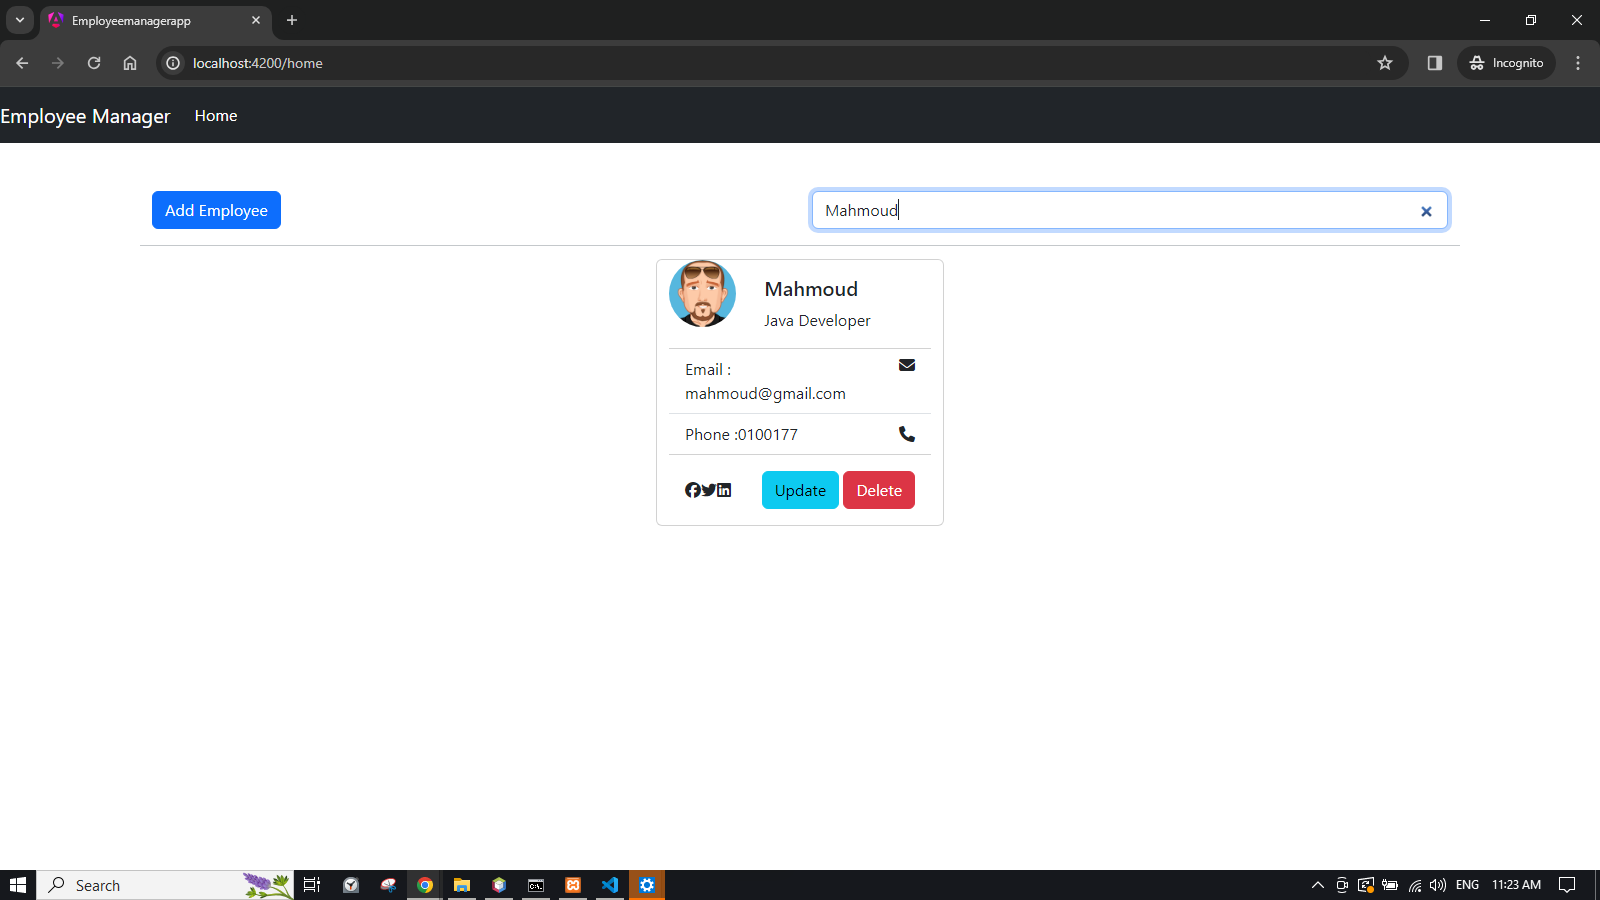 Employeemanagerapp
localhost:4200/home
Incognito
Employee Manager Home
Add Employee
Mahmoud
Mahmoud
Java Developer
Email :
mahmoud@gmail.com
Phone :0100177
Update Delete
Search
ENG 11:23 AM